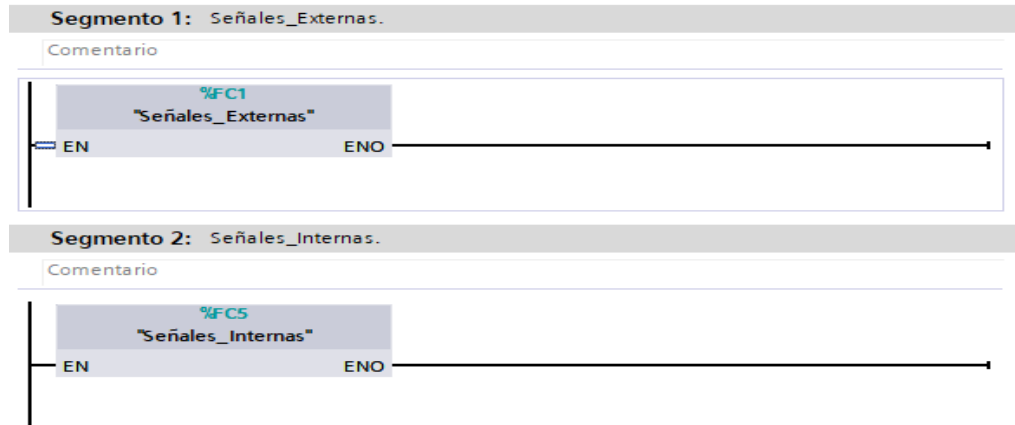 Segmento 1: Señales_Externas.
Comentario
%FC1
"Señales_Externas"
EN ENO
Segmento 2: Señales_Internas.
Comentario
%FC5
"Señales_Internas"
EN ENO